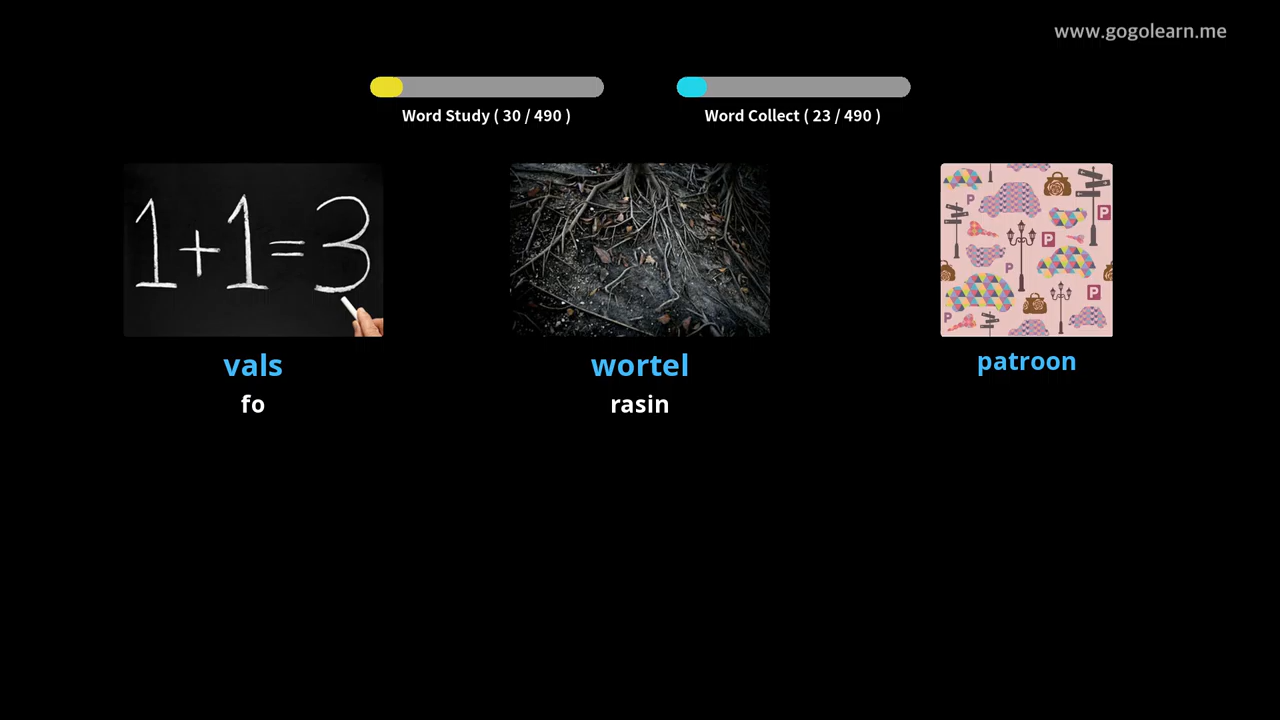 www.gogolearn.me
Word Study ( 30 / 490 )
Word Collect ( 23 / 490 )
1+1=3
P
P
P
P
P
P
vals
wortel
patroon
fo
rasin